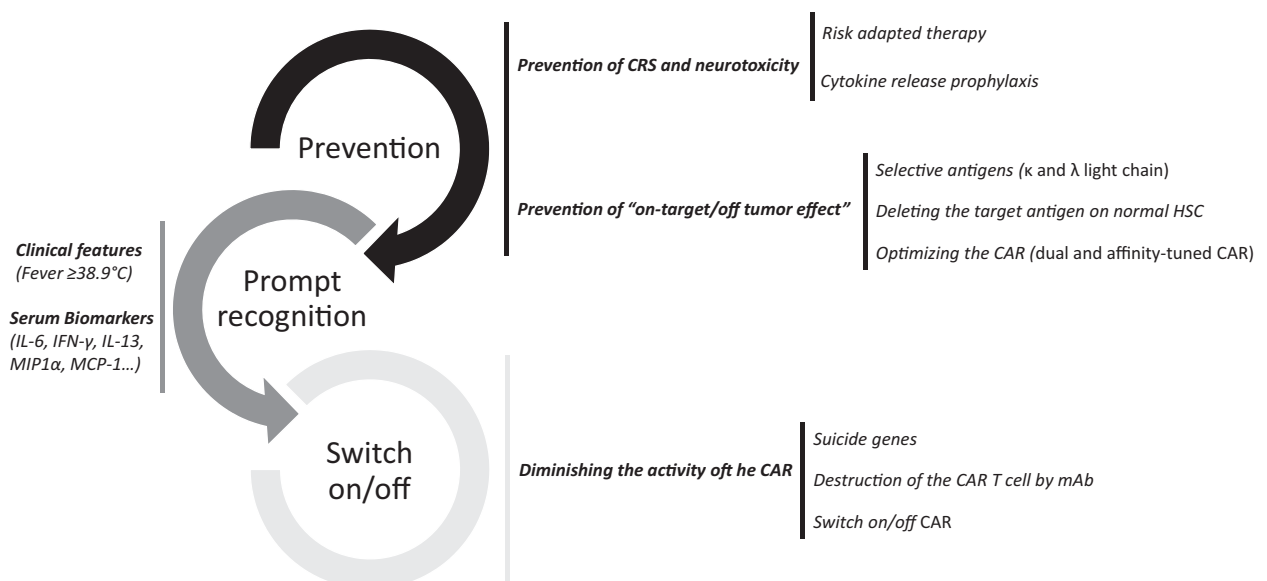 Prevention
Prevention of CRS and neurotoxicity
Risk adapted therapy
Cytokine release prophylaxis
Prevention of “on-target/off tumor effect”
Selective antigens (κ and λ light chain)
Deleting the target antigen on normal HSC
Optimizing the CAR (dual and affinity-tuned CAR)
Prompt
recognition
Clinical features
(Fever ≥38.9°C)
Serum Biomarkers
(IL-6, IFN-γ, IL-13,
MIP1α, MCP-1...)
Switch
on/off
Diminishing the activity oft he CAR
Suicide genes
Destruction of the CAR T cell by mAb
Switch on/off CAR